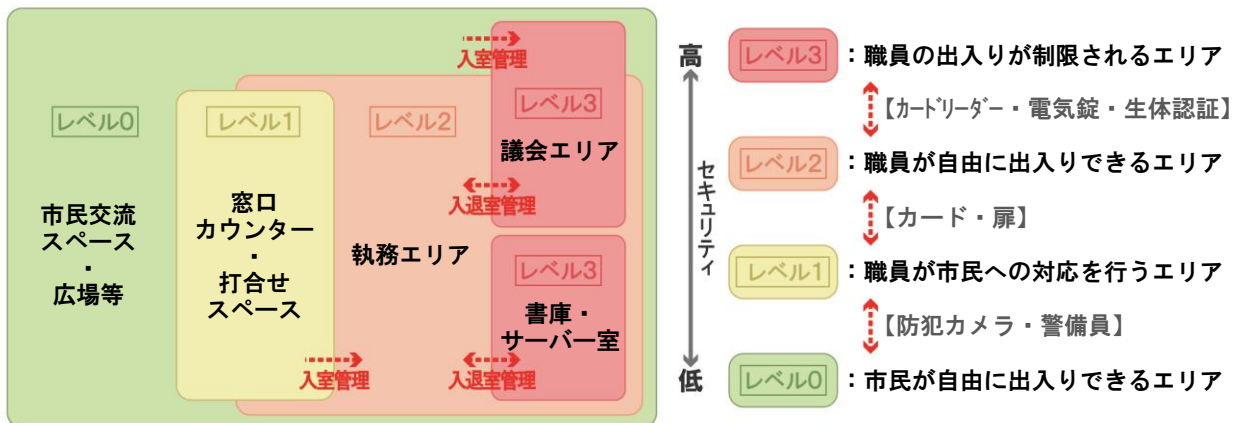 レベル0
市民交流
スペース
・
広場等
レベル1
窓口
カウンター
・
打合せ
スペース
レベル2
執務エリア
入室管理
レベル3
議会エリア
入退室管理
レベル3
書庫・
サーバー室
入室管理
入退室管理
高
セキュリティ
低
レベル3
：職員の出入りが制限されるエリア
【カードリーダー・電気錠・生体認証】
レベル2
：職員が自由に出入りできるエリア
【カード・扉】
レベル1
：職員が市民への対応を行うエリア
【防犯カメラ・警備員】
レベル0
：市民が自由に出入りできるエリア